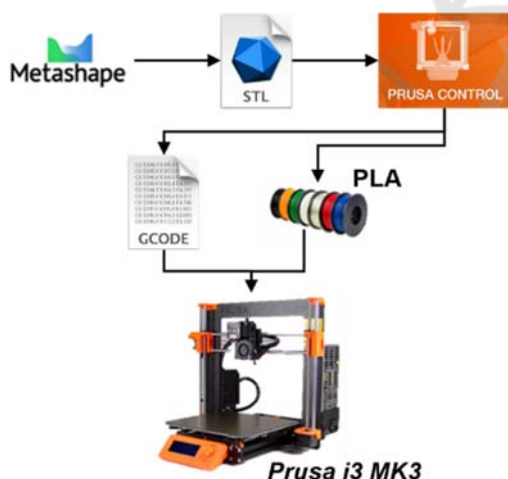 Metashape
STL
PRUSA CONTROL
PLA
GCODE
Prusa i3 MK3